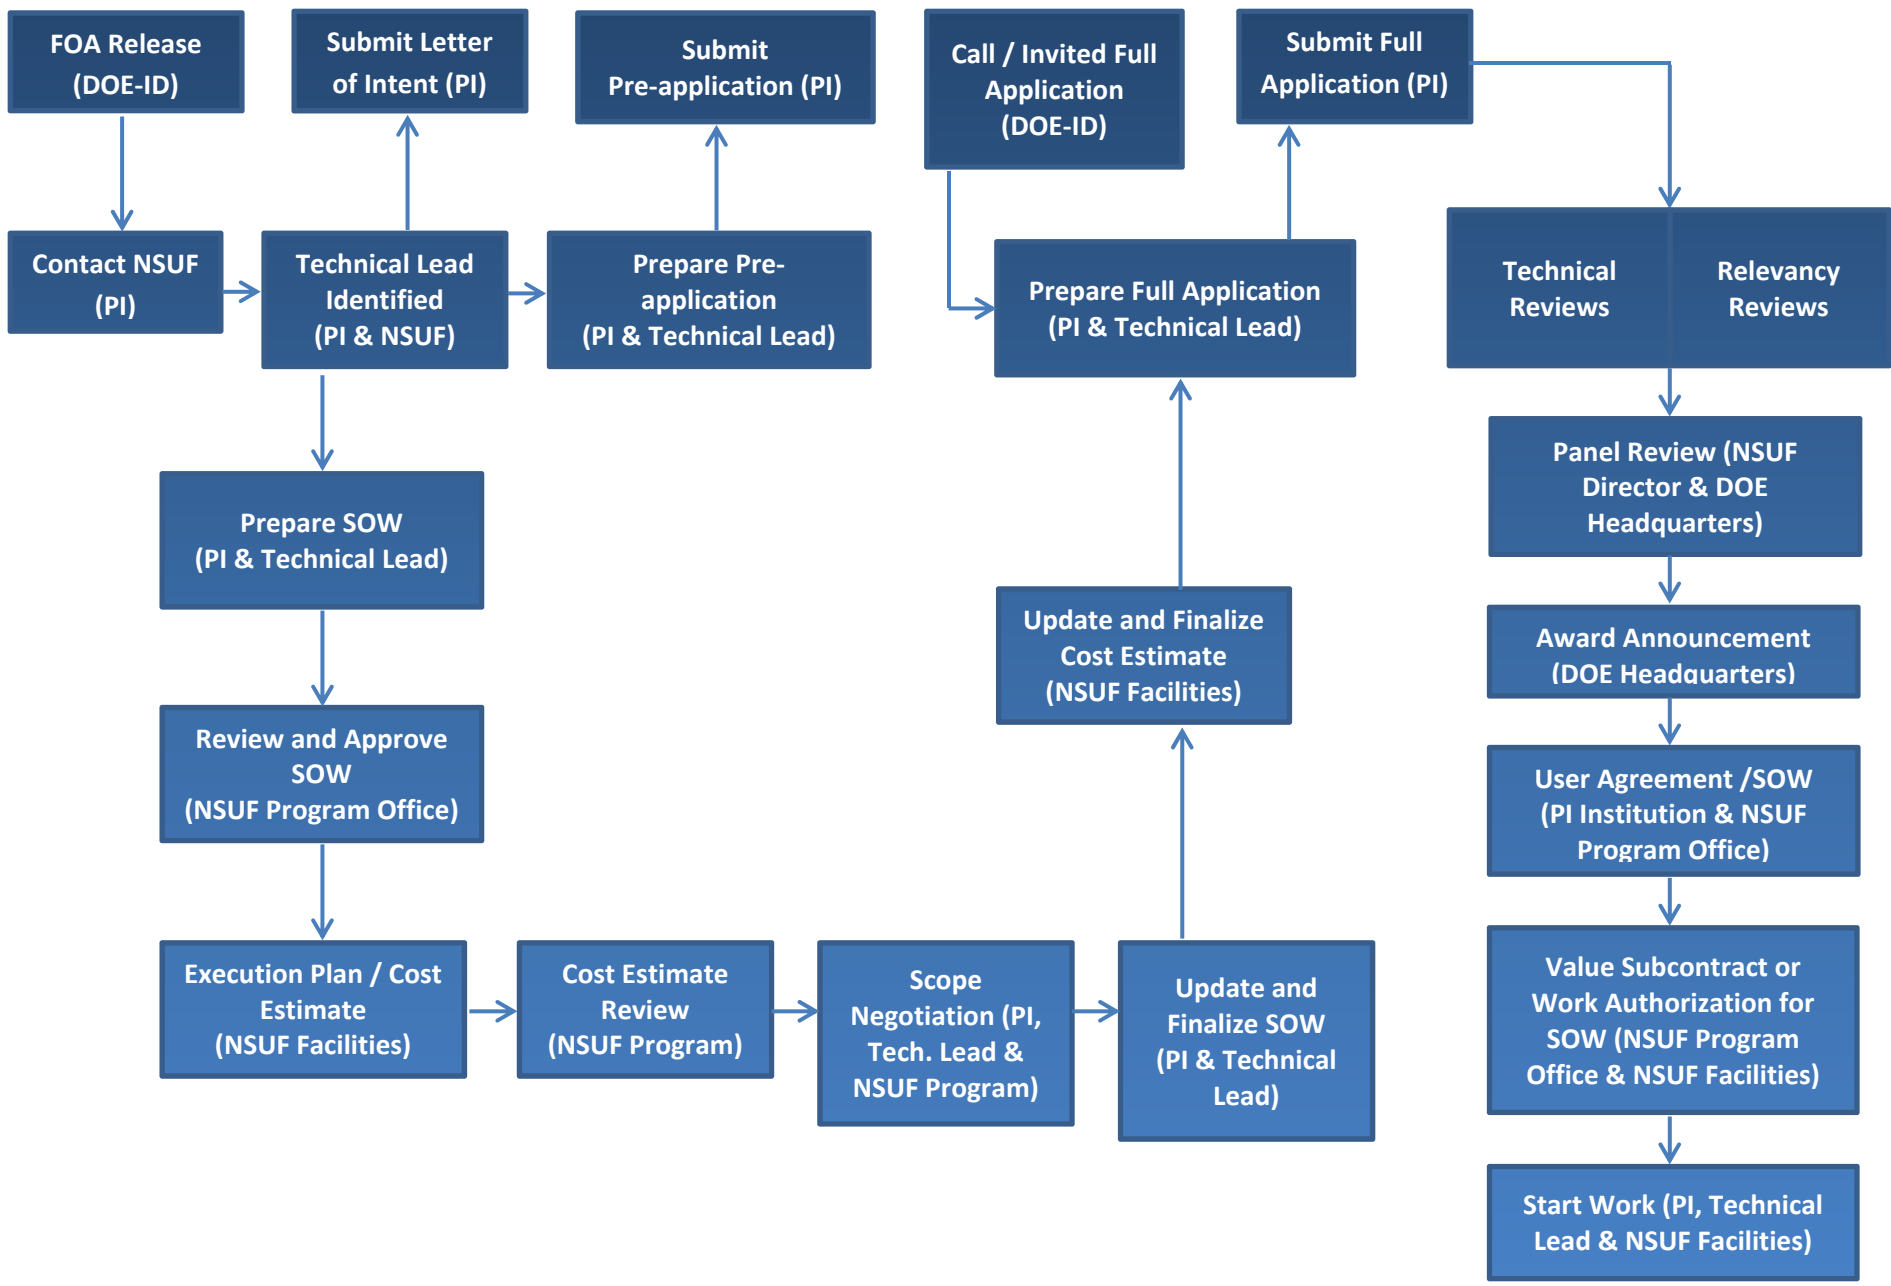 FOA Release
(DOE-ID)
Submit Letter
of Intent (PI)
Submit
Pre-application (PI)
Call / Invited Full
Application
(DOE-ID)
Submit Full
Application (PI)
Contact NSUF
(PI)
Technical Lead
Identified
(PI & NSUF)
Prepare Pre-
application
(PI & Technical Lead)
Prepare Full Application
(PI & Technical Lead)
Technical
Reviews
Relevancy
Reviews
Prepare SOW
(PI & Technical Lead)
Panel Review (NSUF
Director & DOE
Headquarters)
Update and Finalize
Cost Estimate
(NSUF Facilities)
Award Announcement
(DOE Headquarters)
Review and Approve
SOW
(NSUF Program Office)
User Agreement /SOW
(PI Institution & NSUF
Program Office)
Execution Plan / Cost
Estimate
(NSUF Facilities)
Cost Estimate
Review
(NSUF Program)
Scope
Negotiation (PI,
Tech. Lead &
NSUF Program)
Update and
Finalize SOW
(PI & Technical
Lead)
Value Subcontract or
Work Authorization for
SOW (NSUF Program
Office & NSUF Facilities)
Start Work (PI, Technical
Lead & NSUF Facilities)